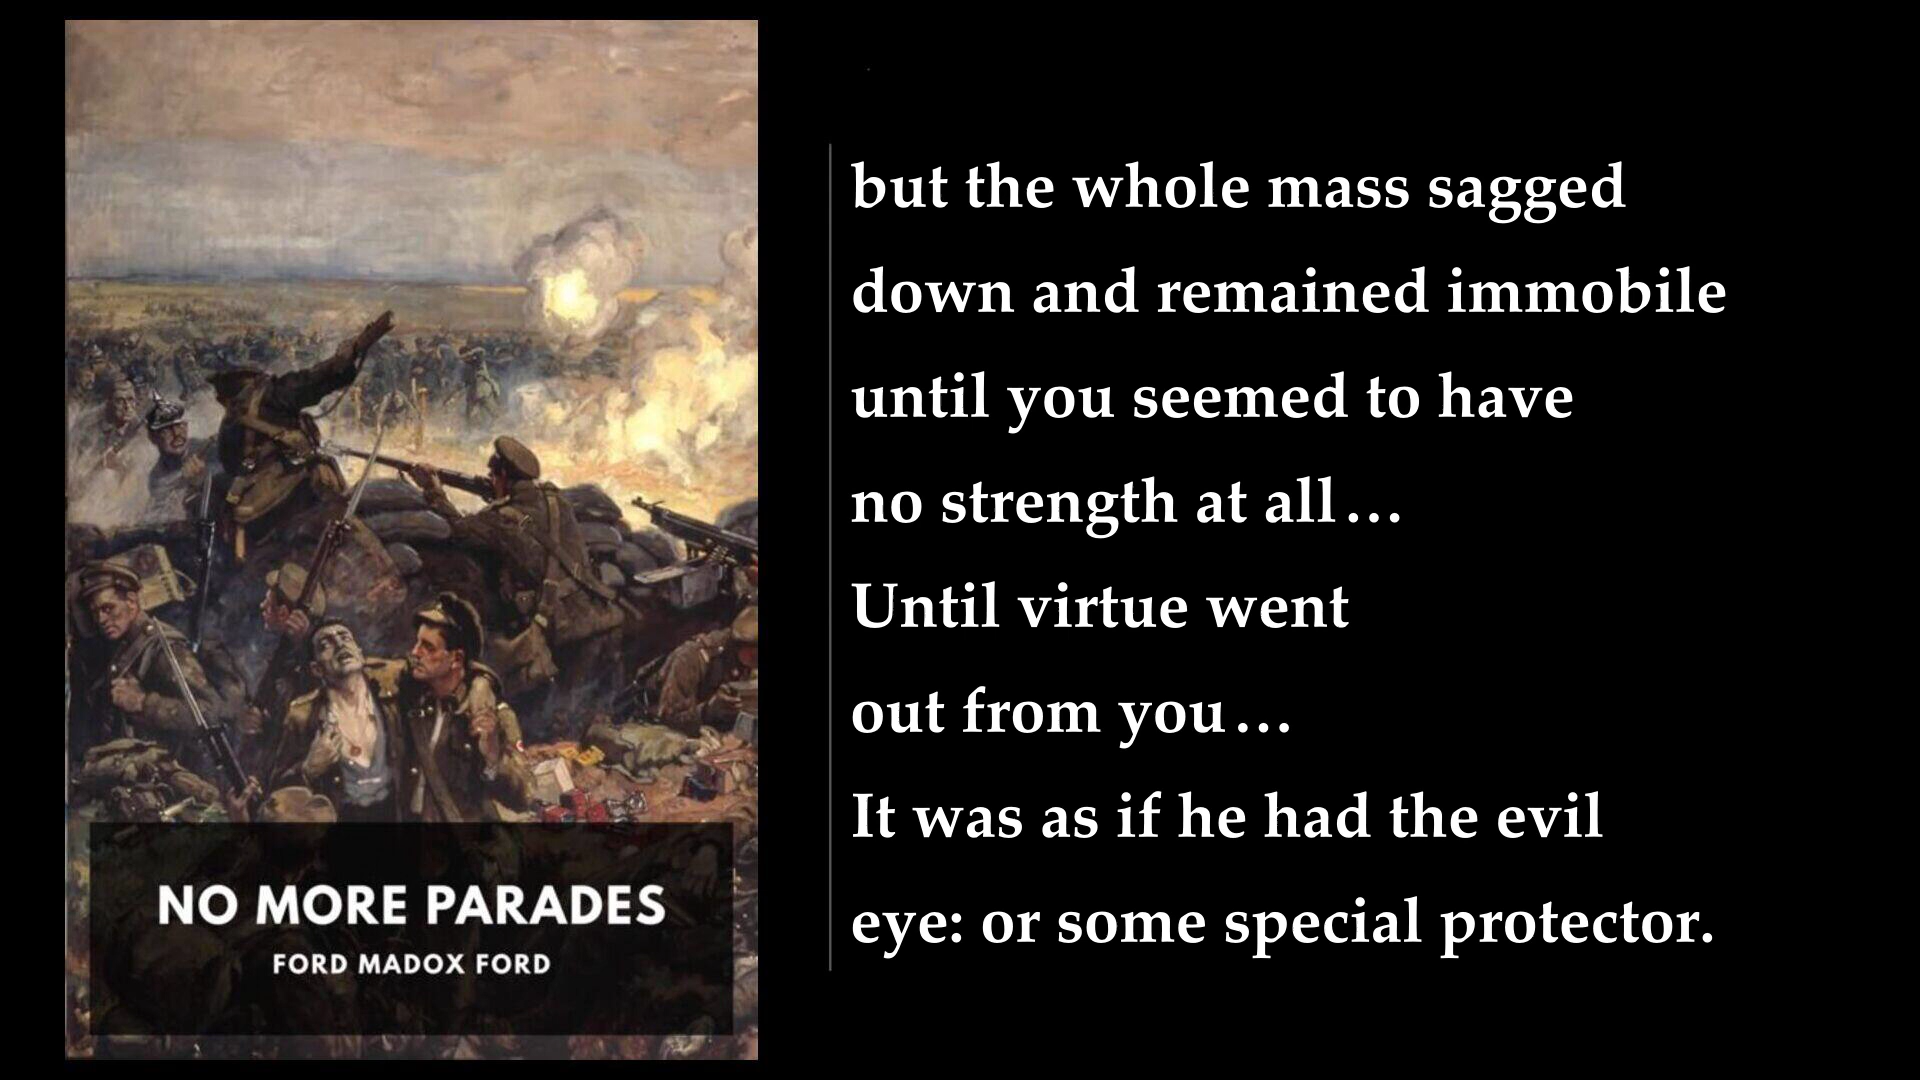 NO MORE PARADES
FORD MADOX FORD
but the whole mass sagged
down and remained immobile
until you seemed to have
no strength at all…
Until virtue went
out from you…
It was as if he had the evil
eye: or some special protector.